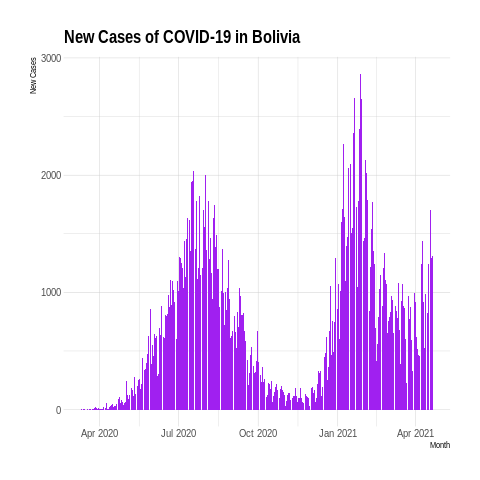 New Cases of COVID-19 in Bolivia
New Cases
3000
2000
1000
0
Apr 2020 Jul 2020 Oct 2020 Jan 2021 Apr 2021
Month